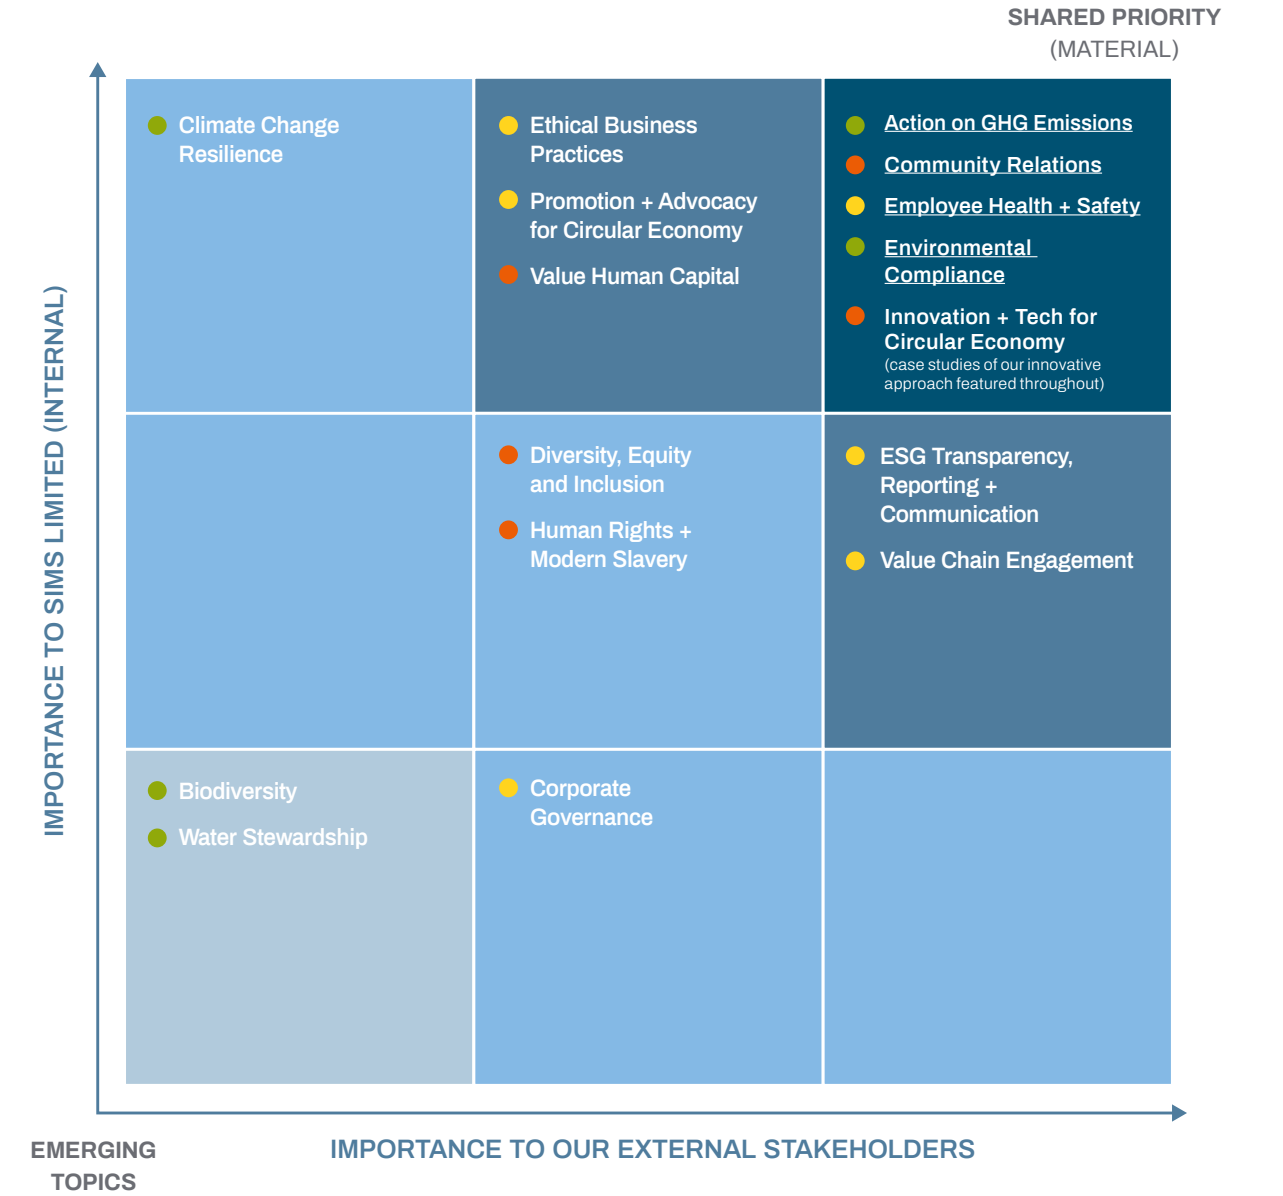 SHARED PRIORITY
(MATERIAL)
Climate Change
Resilience
Ethical Business
Practices
Promotion + Advocacy
for Circular Economy
Value Human Capital
Action on GHG Emissions
Community Relations
Employee Health + Safety
Environmental
Compliance
Innovation + Tech for
Circular Economy
(case studies of our innovative
approach featured throughout)
IMPORTANCE TO SIMS LIMITED (INTERNAL)
Diversity, Equity
and Inclusion
Human Rights +
Modern Slavery
ESG Transparency,
Reporting +
Communication
Value Chain Engagement
Biodiversity
Water Stewardship
Corporate
Governance
EMERGING
TOPICS
IMPORTANCE TO OUR EXTERNAL STAKEHOLDERS